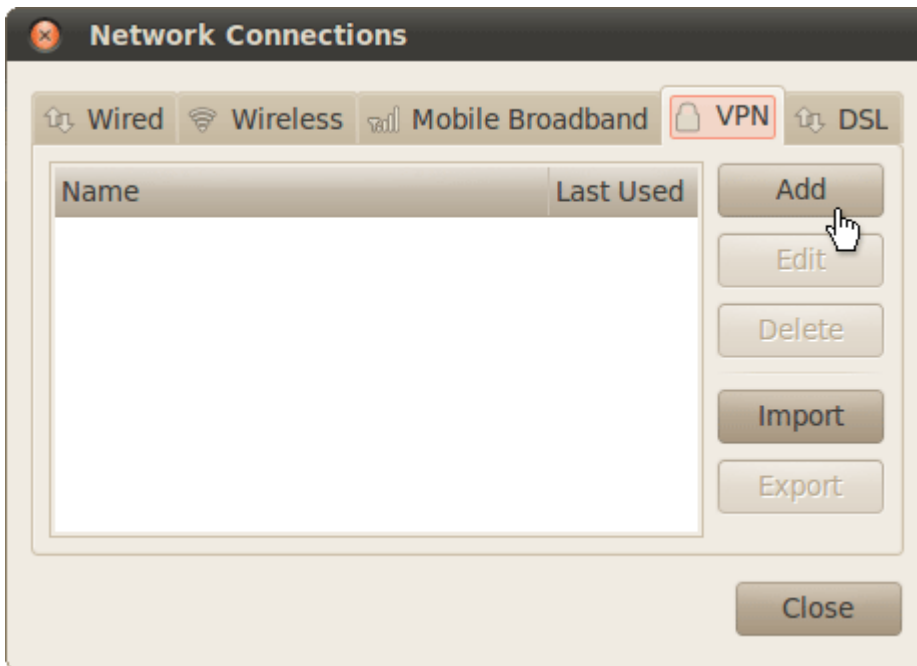 Network Connections
Wired Wireless Mobile Broadband VPN DSL
Name Last Used
Add
Edit
Delete
Import
Export
Close